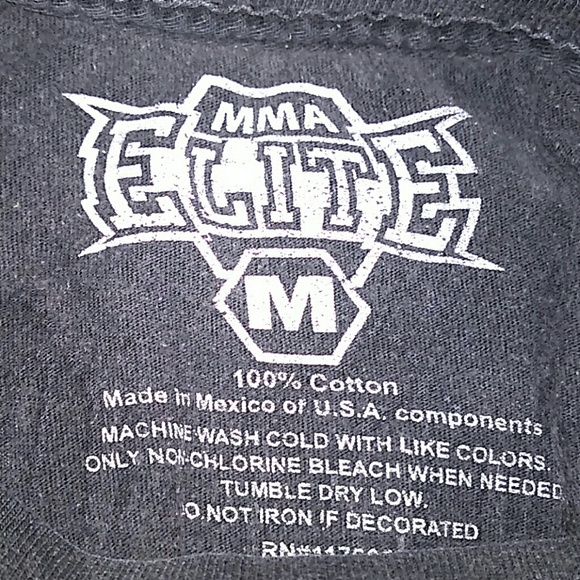 MMA
ELITE
M
100% Cotton
Made in Mexico of U.S.A. components
MACHINE WASH COLD WITH LIKE COLORS.
ONLY NON-CHLORINE BLEACH WHEN NEEDED
TUMBLE DRY LOW.
DO NOT IRON IF DECORATED